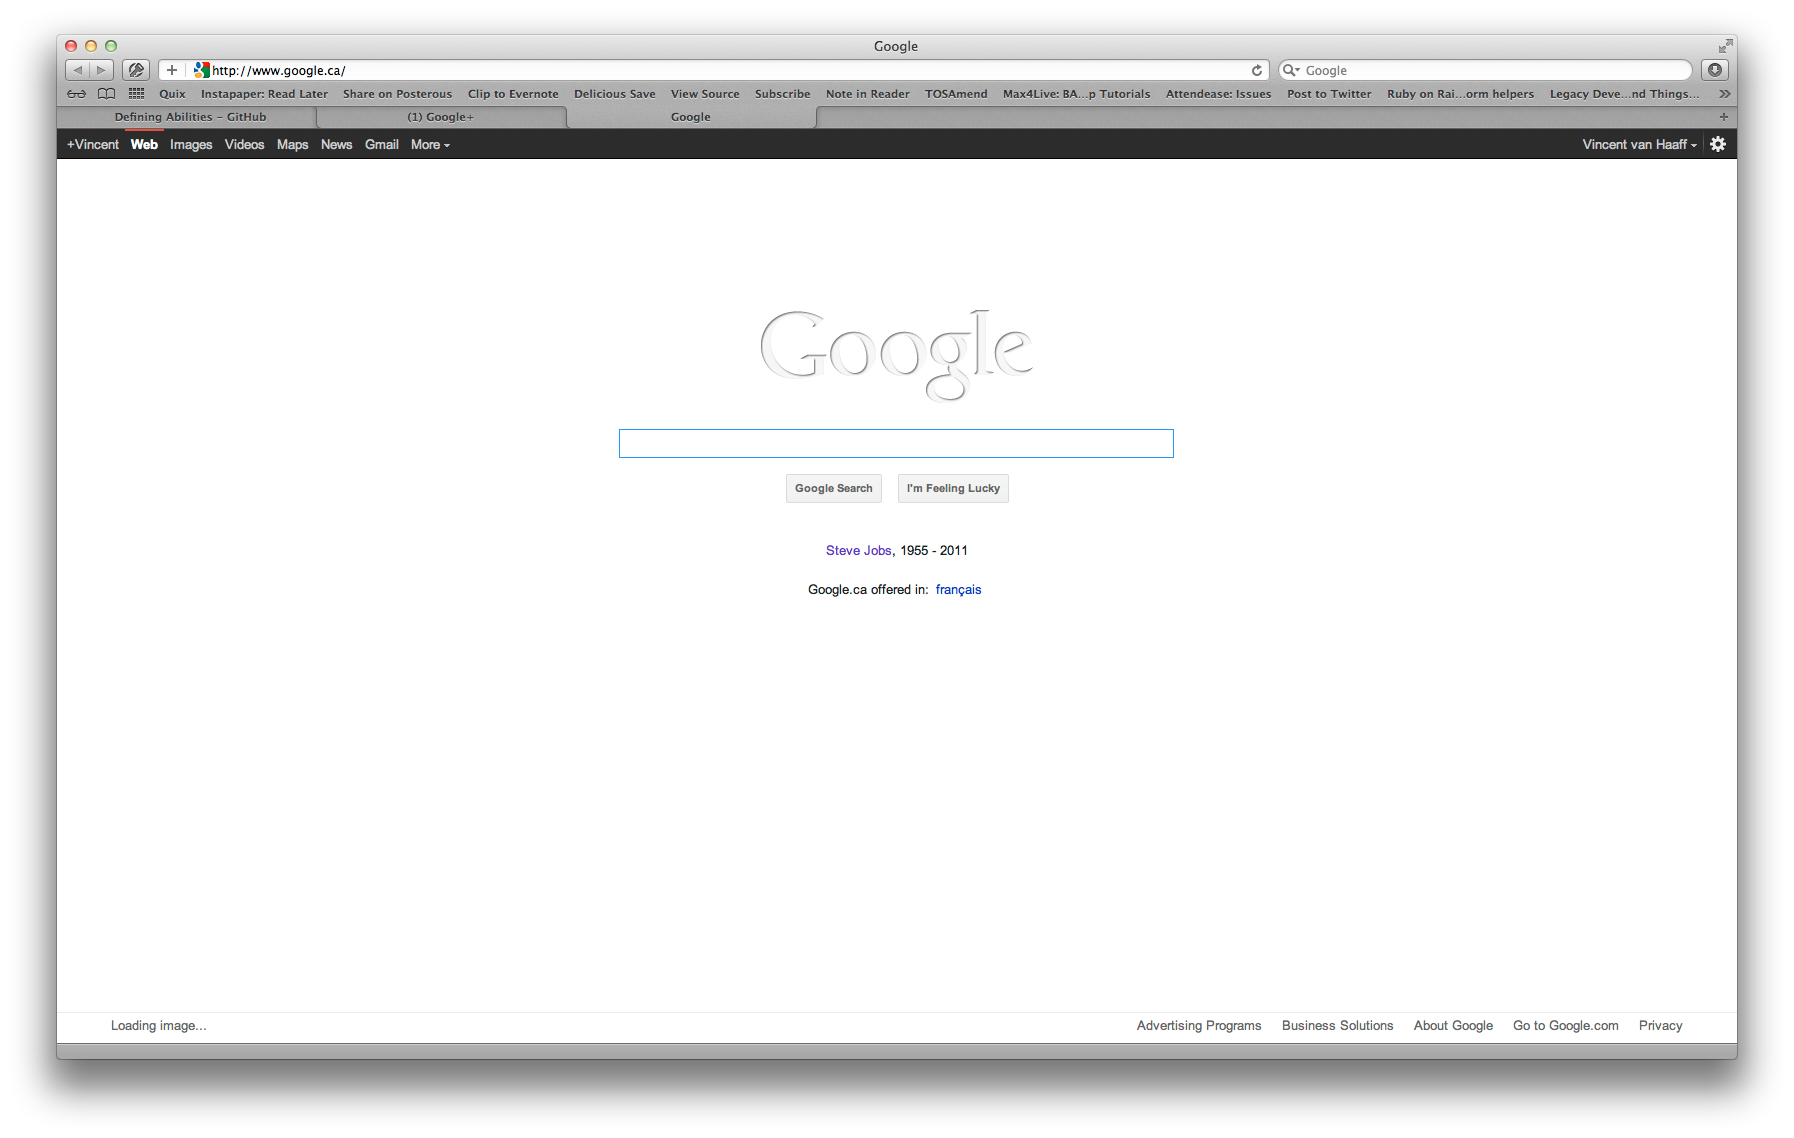 Google
http://www.google.ca/
Google
Quix Instapaper: Read Later Share on Posterous Clip to Evernote Delicious Save View Source Subscribe Note in Reader TOSAmend Max4Live: BA...p Tutorials Attendease: Issues Post to Twitter Ruby on Rai...orm helpers Legacy Deve...nd Things...
Defining Abilities - GitHub (1) Google+ Google
+Vincent Web Images Videos Maps News Gmail More Vincent van Haaff
Google
Google Search I'm Feeling Lucky
Steve Jobs, 1955 - 2011
Google.ca offered in: français
Loading image... Advertising Programs Business Solutions About Google Go to Google.com Privacy